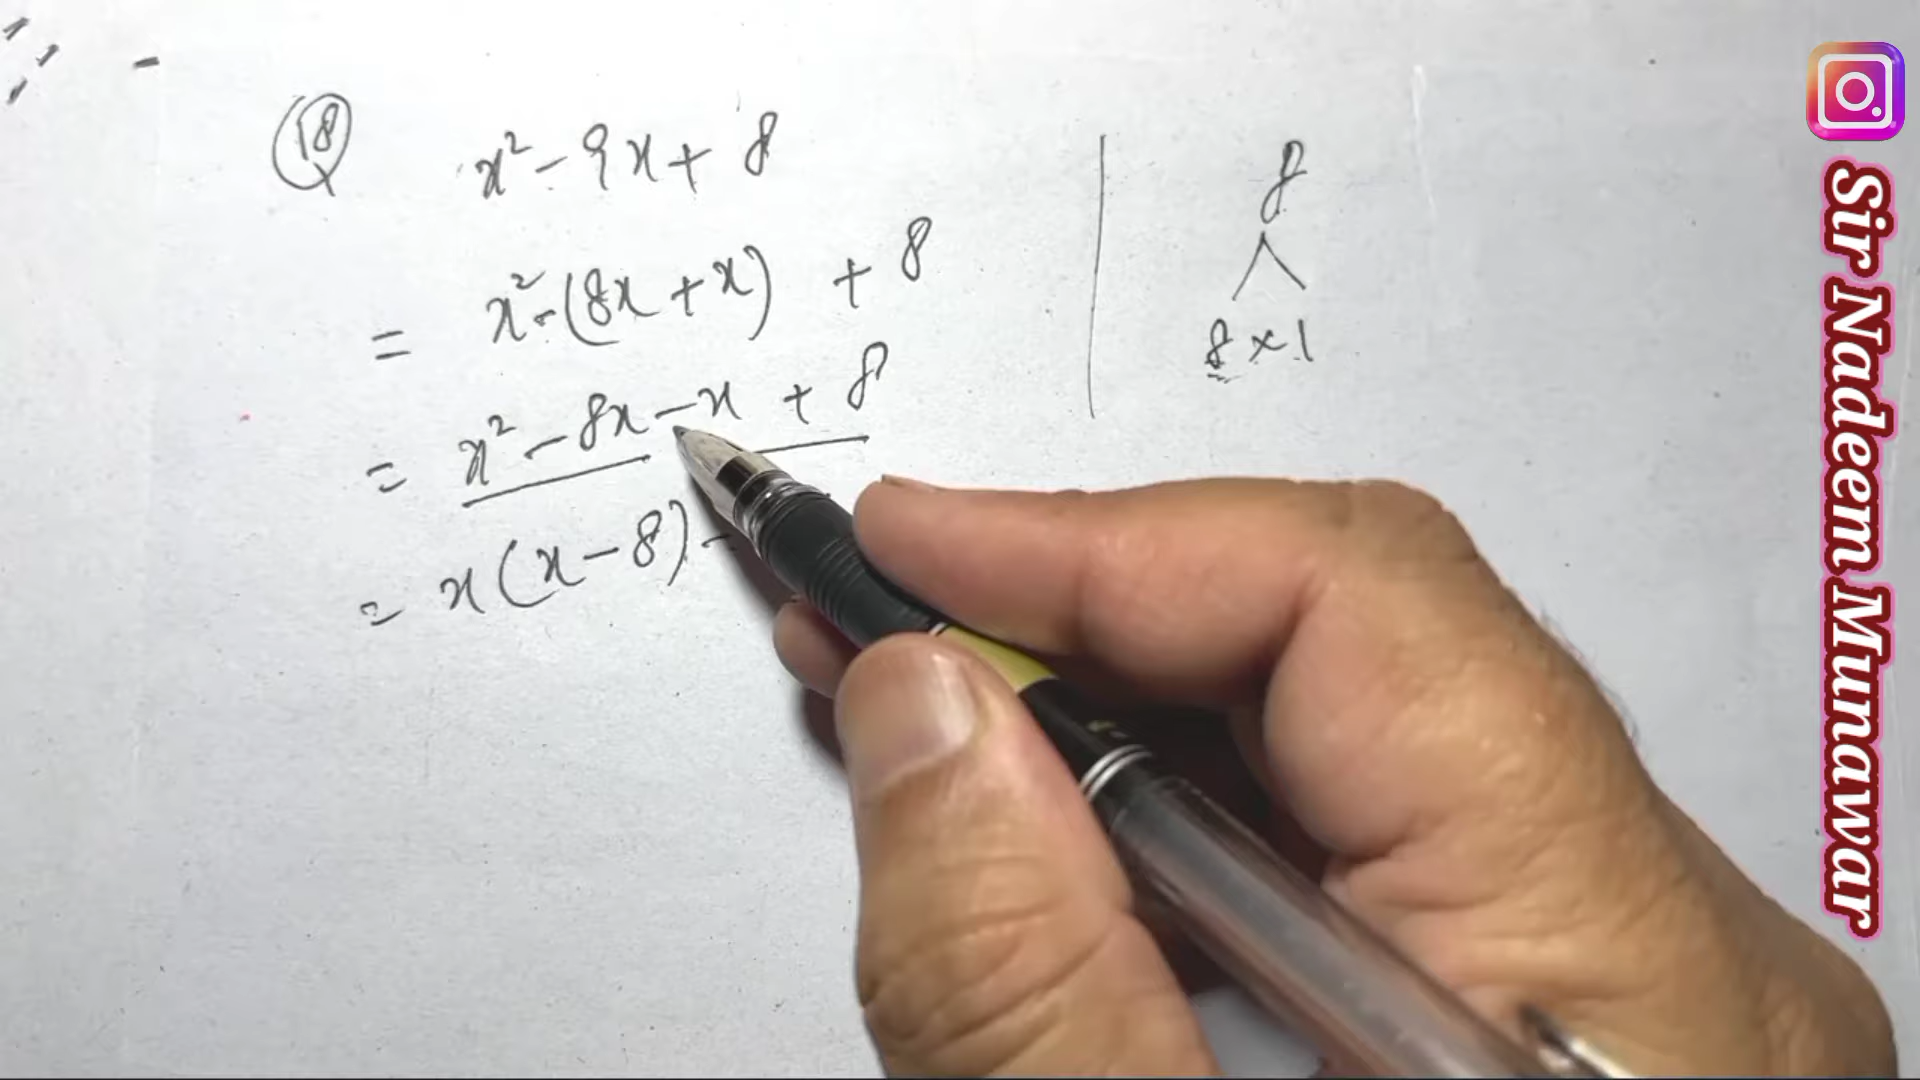 (18) x² - 9x + 8
= x² - (8x + x) + 8
= x² - 8x - x + 8
= x(x - 8) -
8
8 × 1
Sir Nadeem Munawar